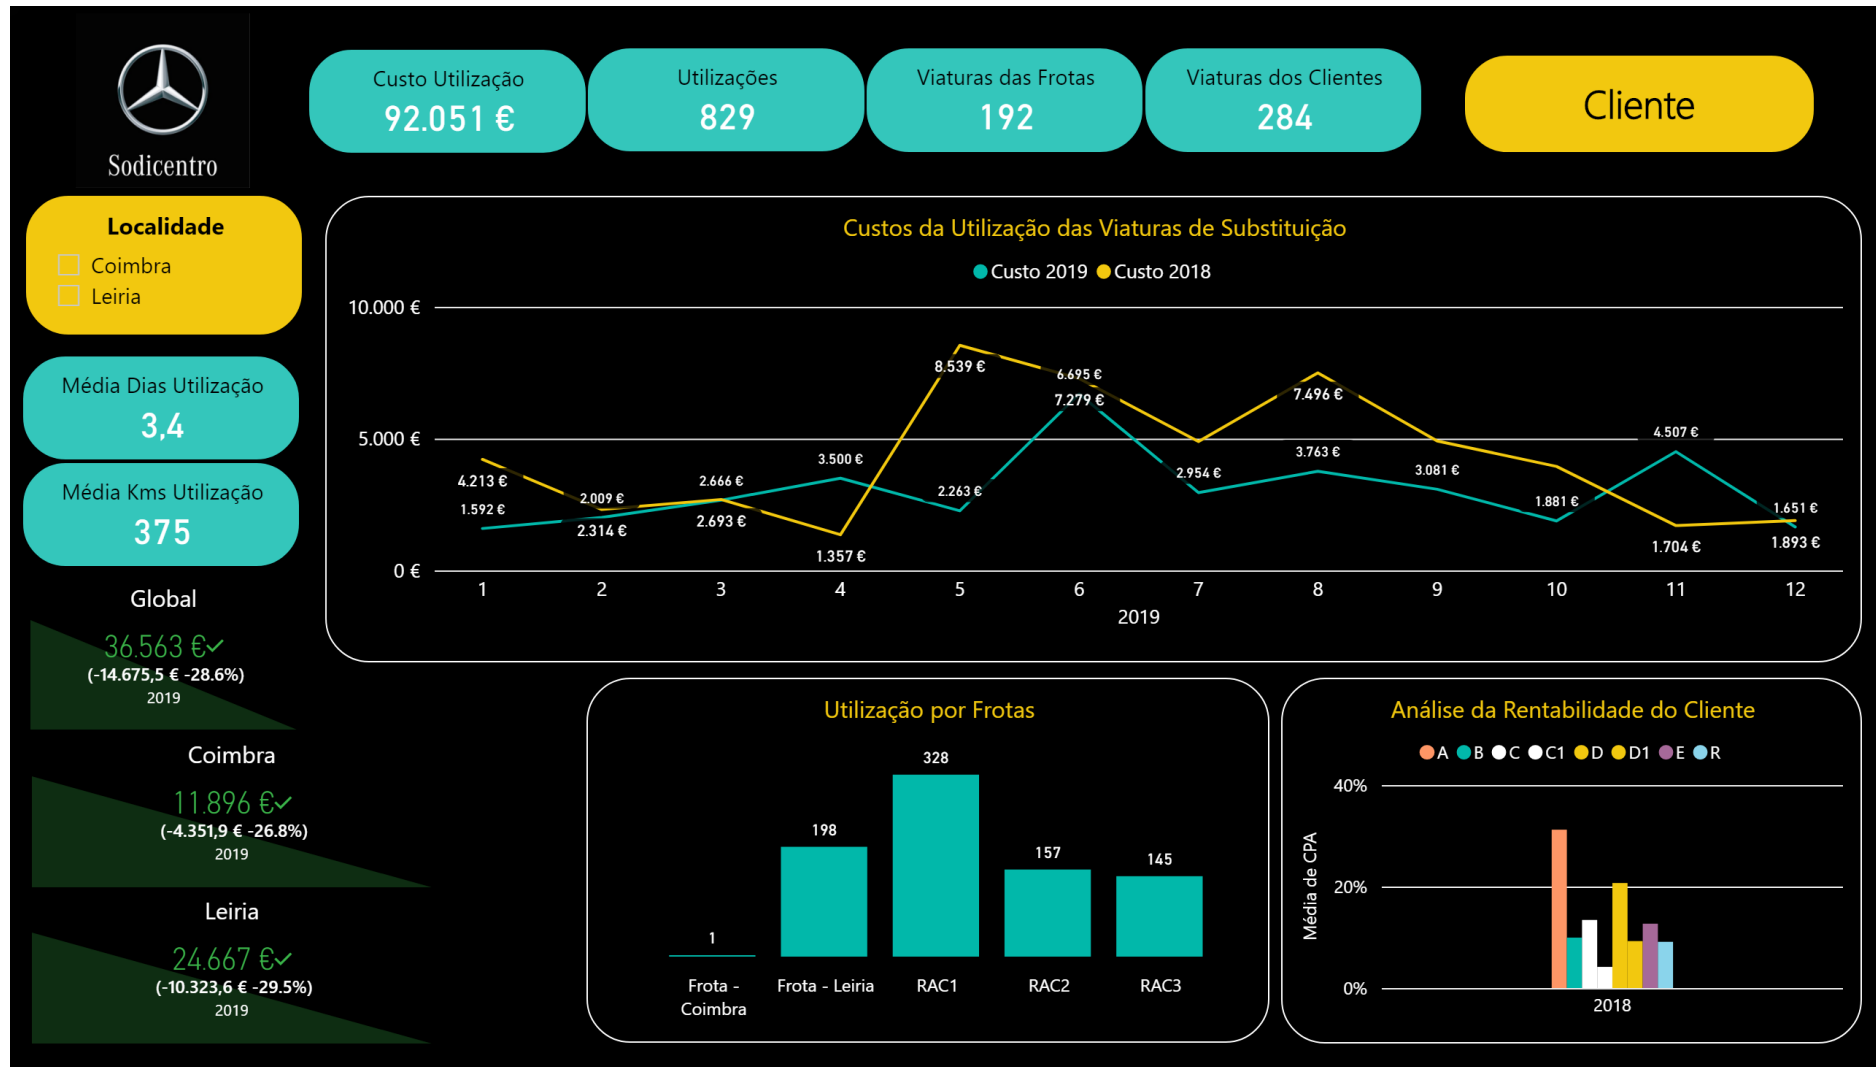 Sodicentro
Custo Utilização
92.051 €
Utilizações
829
Viaturas das Frotas
192
Viaturas dos Clientes
284
Cliente
Localidade
Coimbra
Leiria
Média Dias Utilização
3,4
Média Kms Utilização
375
Global
36.563 €
(-14.675,5 € -28.6%)
2019
Coimbra
11.896 €
(-4.351,9 € -26.8%)
2019
Leiria
24.667 €
(-10.323,6 € -29.5%)
2019
Custos da Utilização das Viaturas de Substituição
Custo 2019 Custo 2018
10.000 €
5.000 €
0 €
4.213 €
1.592 €
2.009 €
2.314 €
2.666 €
2.693 €
3.500 €
1.357 €
8.539 €
2.263 €
6.695 €
7.279 €
2.954 €
7.496 €
3.763 €
3.081 €
1.881 €
4.507 €
1.704 €
1.651 €
1.893 €
1 2 3 4 5 6 7 8 9 10 11 12
2019
Utilização por Frotas
1
198
328
157
145
Frota -
Coimbra
Frota - Leiria
RAC1
RAC2
RAC3
Análise da Rentabilidade do Cliente
A B C C1 D D1 E R
Média de CPA
40%
20%
0%
2018